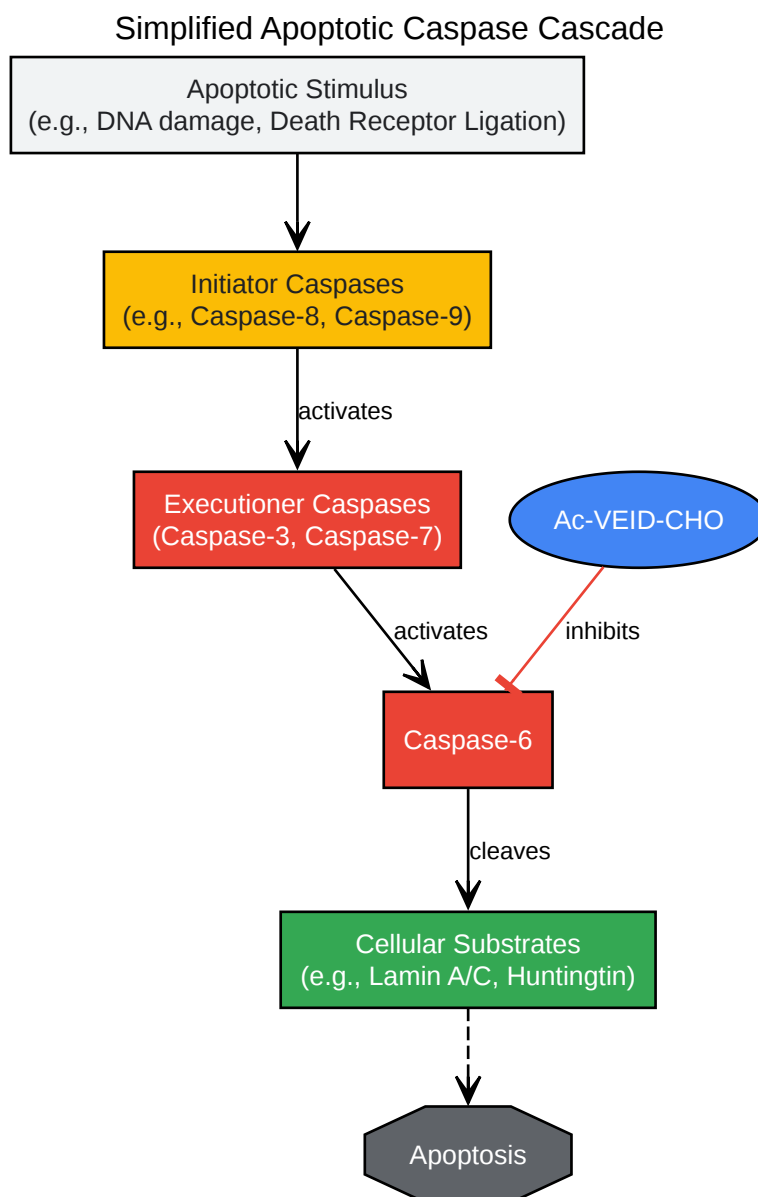 Simplified Apoptotic Caspase Cascade
Apoptotic Stimulus
(e.g., DNA damage, Death Receptor Ligation)
Initiator Caspases
(e.g., Caspase-8, Caspase-9)
activates
Executioner Caspases
(Caspase-3, Caspase-7)
Ac-VEID-CHO
activates
inhibits
Caspase-6
cleaves
Cellular Substrates
(e.g., Lamin A/C, Huntingtin)
Apoptosis